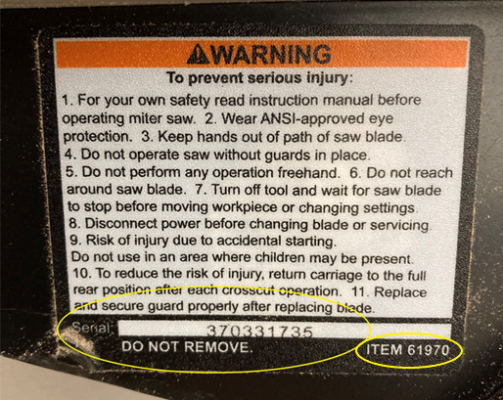 WARNING
To prevent serious injury:
1. For your own safety read instruction manual before
operating miter saw. 2. Wear ANSI-approved eye
protection. 3. Keep hands out of path of saw blade.
4. Do not operate saw without guards in place.
5. Do not perform any operation freehand. 6. Do not reach
around saw blade. 7. Turn off tool and wait for saw blade
to stop before moving workpiece or changing settings.
8. Disconnect power before changing blade or servicing.
9. Risk of injury due to accidental starting.
Do not use in an area where children may be present.
10. To reduce the risk of injury, return carriage to the full
rear position after each crosscut operation. 11. Replace
and secure guard properly after replacing blade.
Serial: 370331735
DO NOT REMOVE. ITEM 61970